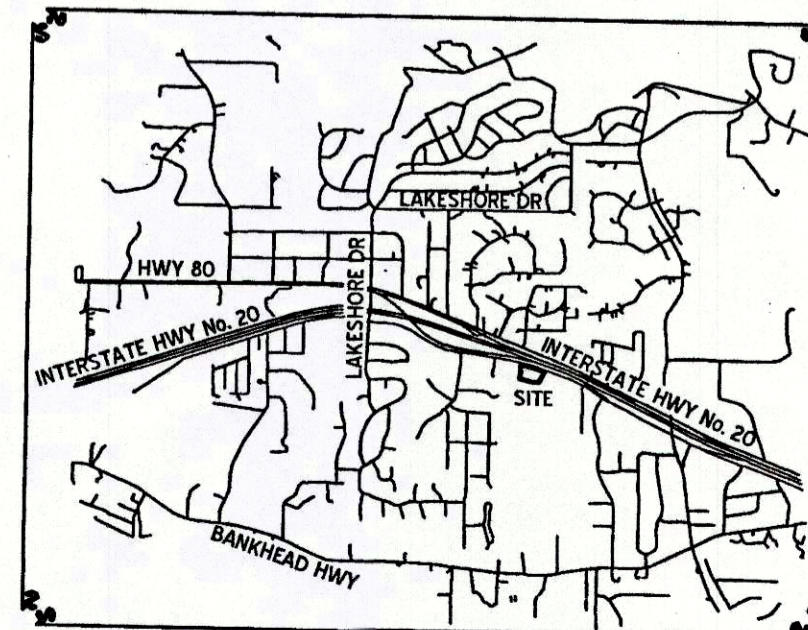 LAKESHORE DR
HWY 80
LAKESHORE DR
INTERSTATE HWY No. 20
INTERSTATE HWY No. 20
SITE
BANKHEAD HWY